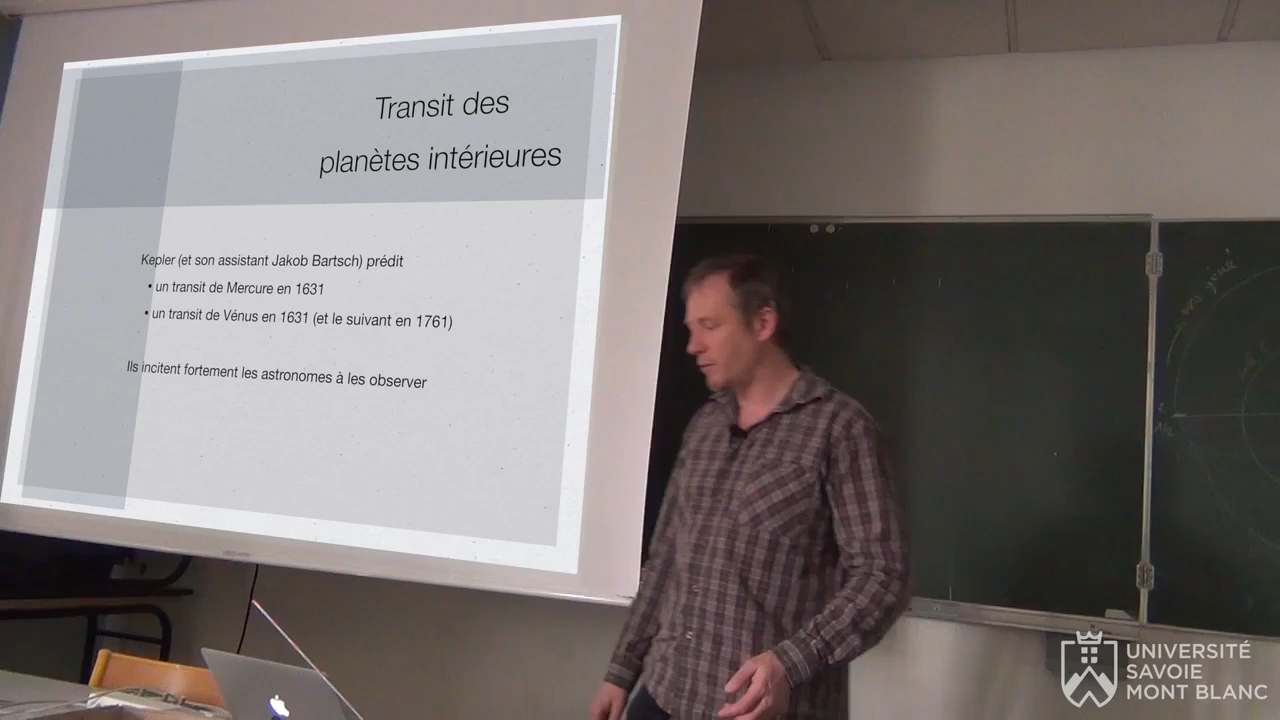 Transit des
planètes intérieures
Kepler (et son assistant Jakob Bartsch) prédit
• un transit de Mercure en 1631
• un transit de Vénus en 1631 (et le suivant en 1761)
Ils incitent fortement les astronomes à les observer
UNIVERSITÉ
SAVOIE
MONT BLANC